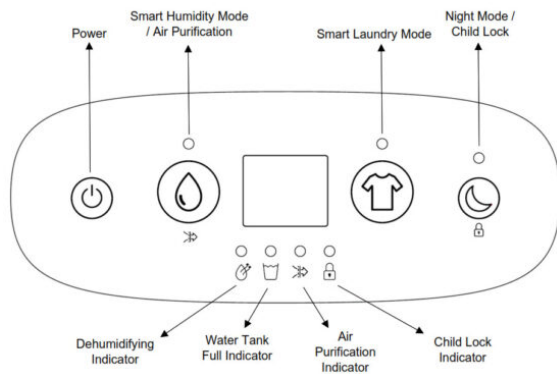 Smart Humidity Mode
/ Air Purification
Power
Smart Laundry Mode
Night Mode /
Child Lock
Dehumidifying
Indicator
Water Tank
Full Indicator
Air
Purification
Indicator
Child Lock
Indicator